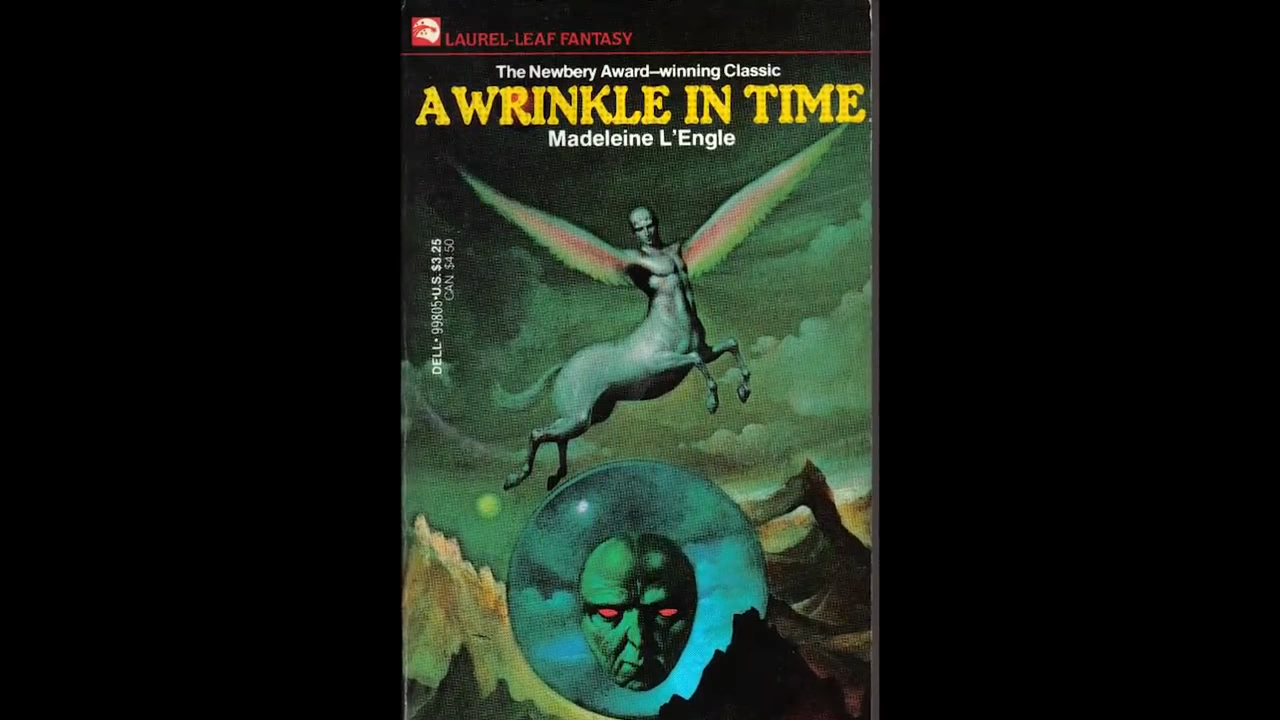 LAUREL-LEAF FANTASY
The Newbery Award–winning Classic
A WRINKLE IN TIME
Madeleine L'Engle
DELL • 99805 • U.S. $3.25
CAN. $4.50